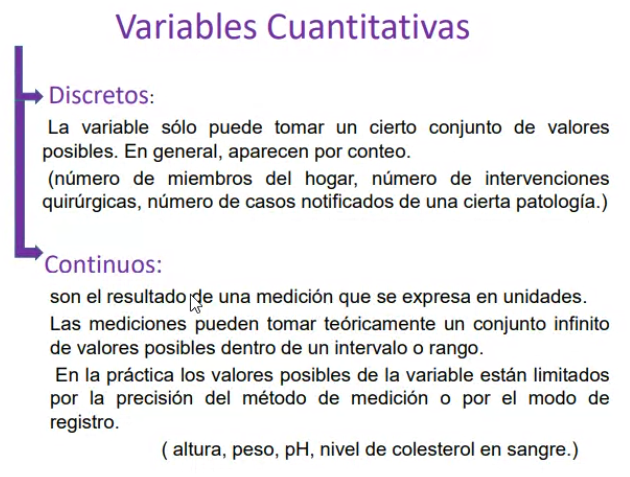 Variables Cuantitativas
Discretos:
La variable sólo puede tomar un cierto conjunto de valores
posibles. En general, aparecen por conteo.
(número de miembros del hogar, número de intervenciones
quirúrgicas, número de casos notificados de una cierta patología.)
Continuos:
son el resultado de una medición que se expresa en unidades.
Las mediciones pueden tomar teóricamente un conjunto infinito
de valores posibles dentro de un intervalo o rango.
En la práctica los valores posibles de la variable están limitados
por la precisión del método de medición o por el modo de
registro.
( altura, peso, pH, nivel de colesterol en sangre.)